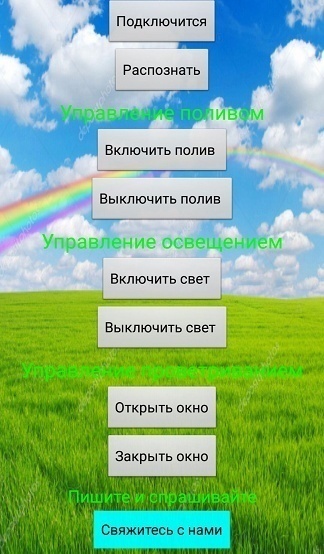 Подключится
Распознать
Управление поливом
Включить полив
Выключить полив
Управление освещением
Включить свет
Выключить свет
Управление проветриванием
Открыть окно
Закрыть окно
Пишите и спрашивайте
Свяжитесь с нами